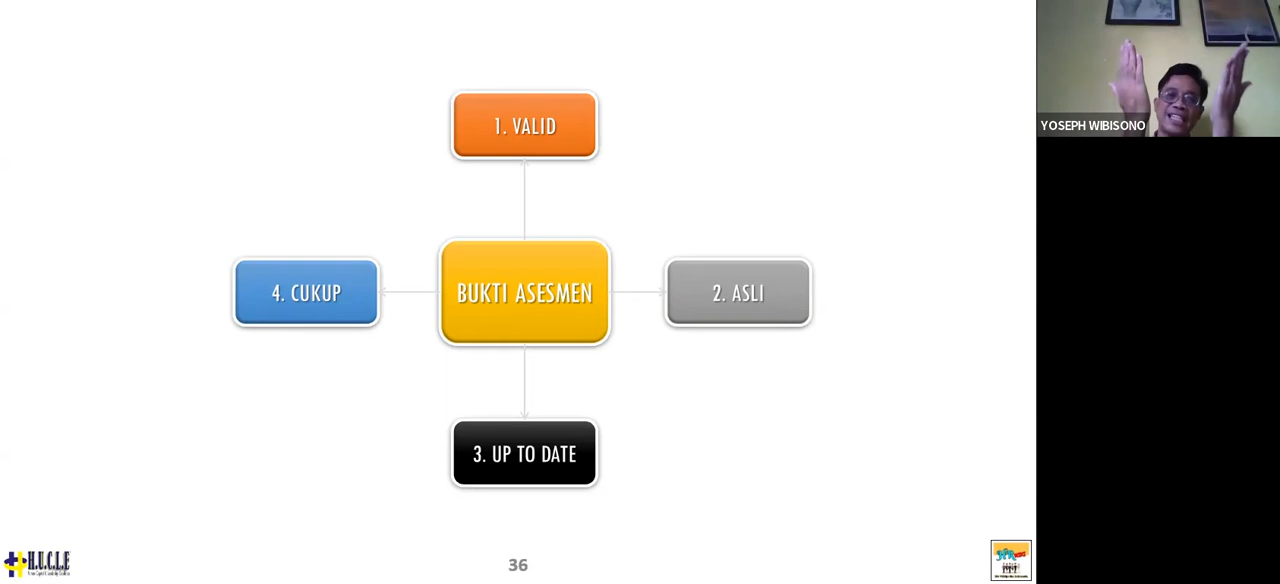 1. VALID
YOSEPH WIBISONO
4. CUKUP
BUKTI ASESMEN
2. ASLI
3. UP TO DATE
H.U.C.L.E
36